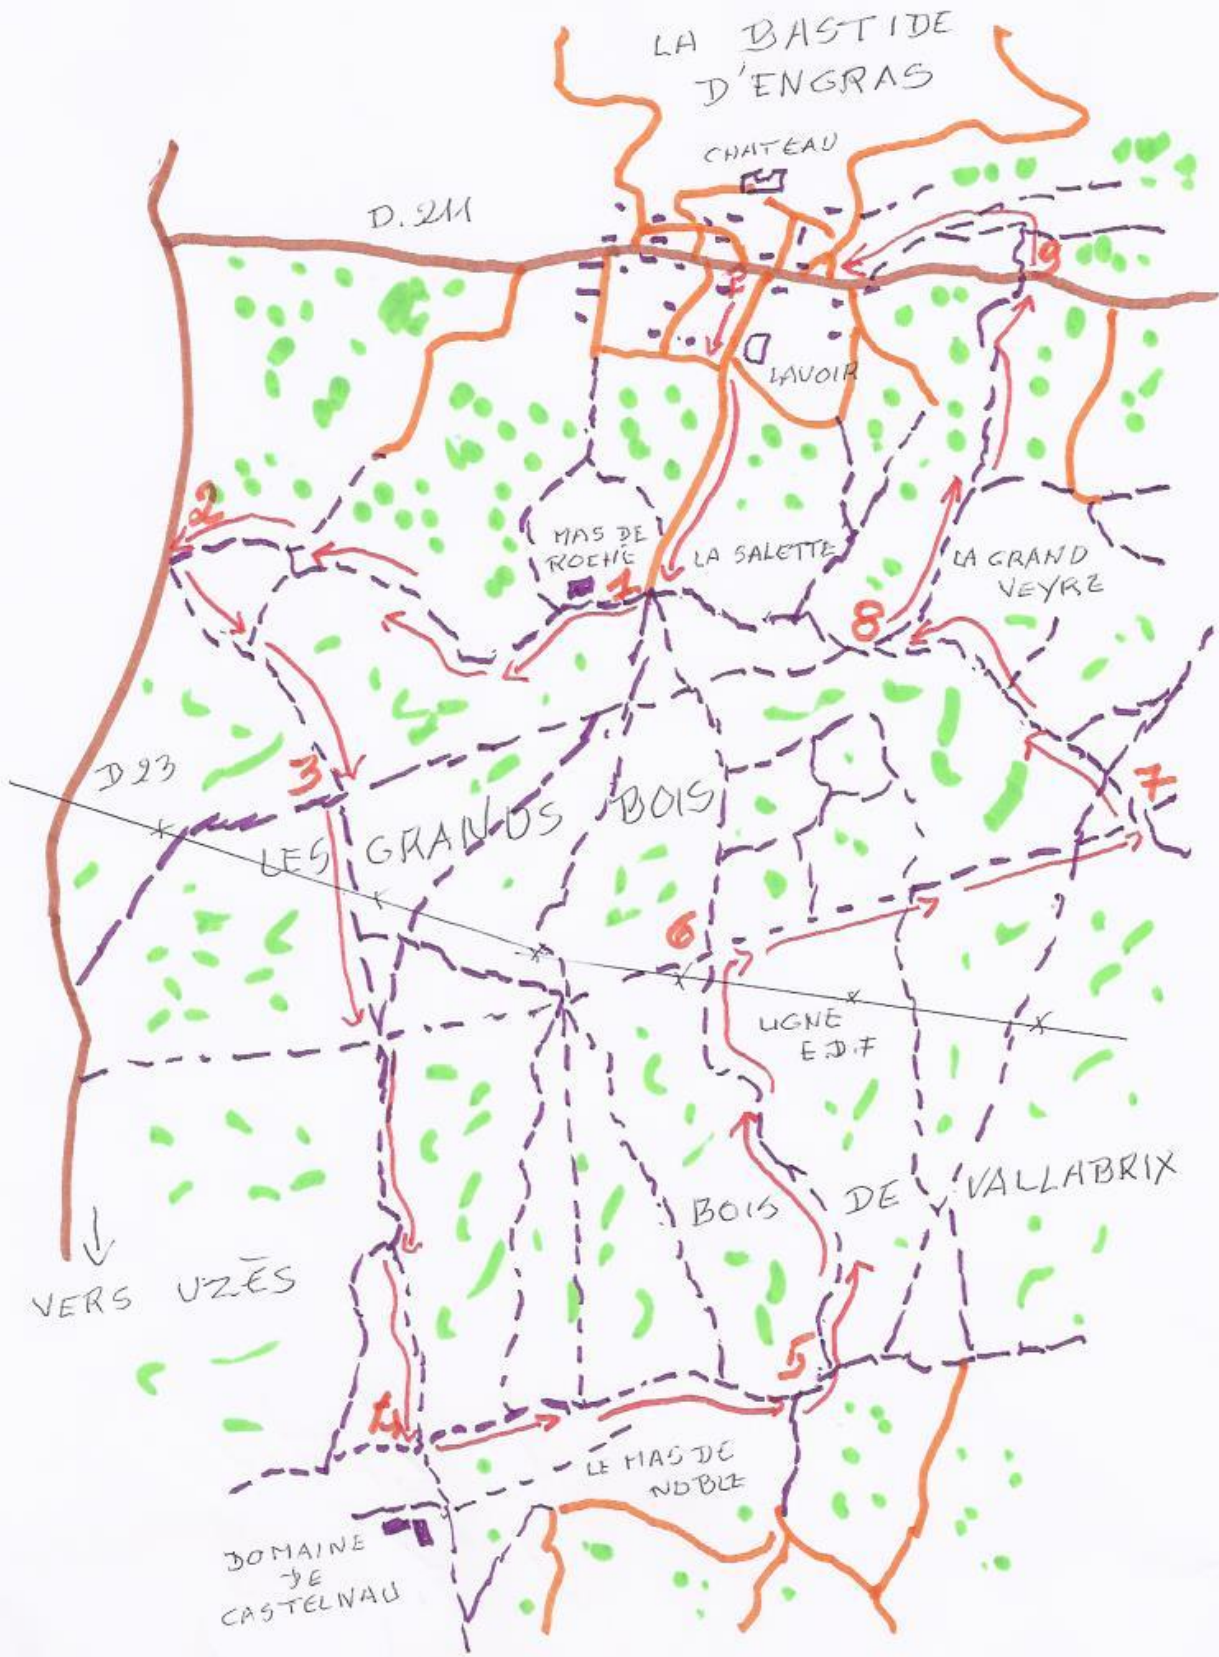 LA BASTIDE
D'ENGRAS
CHATEAU
D.211
P
9
LAVOIR
2
MAS DE
ROCHE
1
LA SALETTE
LA GRAND
VEYRE
8
D23
3
7
LES GRANDS BOIS
6
LIGNE
E.D.F
BOIS DE VALLABRIX
VERS UZÈS
5
4
LE MAS DE
NOBLE
DOMAINE
DE
CASTELNAU